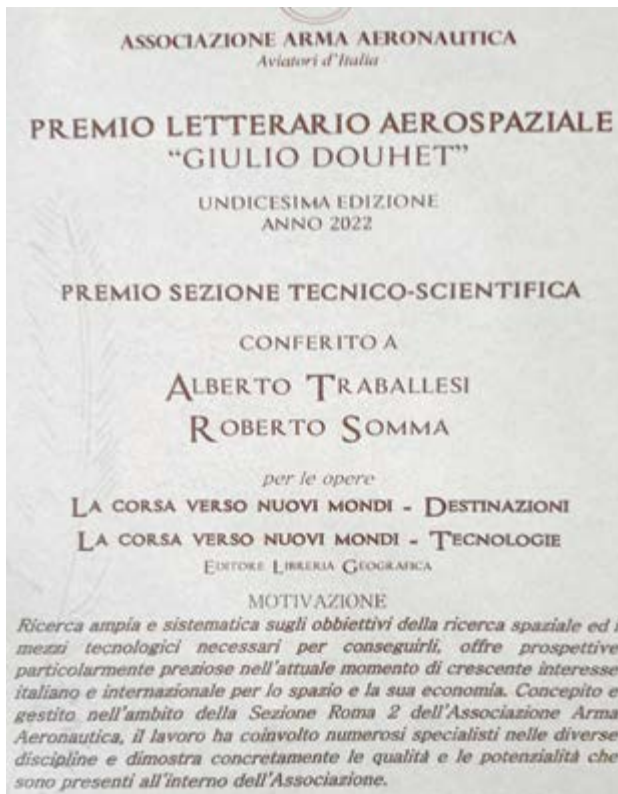 ASSOCIAZIONE ARMA AERONAUTICA
Aviatori d'Italia
PREMIO LETTERARIO AEROSPAZIALE
"GIULIO DOUHET"
UNDICESIMA EDIZIONE
ANNO 2022
PREMIO SEZIONE TECNICO-SCIENTIFICA
CONFERITO A
ALBERTO TRABALLESI
ROBERTO SOMMA
per le opere
LA CORSA VERSO NUOVI MONDI - DESTINAZIONI
LA CORSA VERSO NUOVI MONDI - TECNOLOGIE
EDITORE LIBRERIA GEOGRAFICA
MOTIVAZIONE
Ricerca ampia e sistematica sugli obbiettivi della ricerca spaziale ed i
mezzi tecnologici necessari per conseguirli, offre prospettive
particolarmente preziose nell'attuale momento di crescente interesse
italiano e internazionale per lo spazio e la sua economia. Concepito e
gestito nell'ambito della Sezione Roma 2 dell'Associazione Arma
Aeronautica, il lavoro ha coinvolto numerosi specialisti nelle diverse
discipline e dimostra concretamente le qualità e le potenzialità che
sono presenti all'interno dell'Associazione.